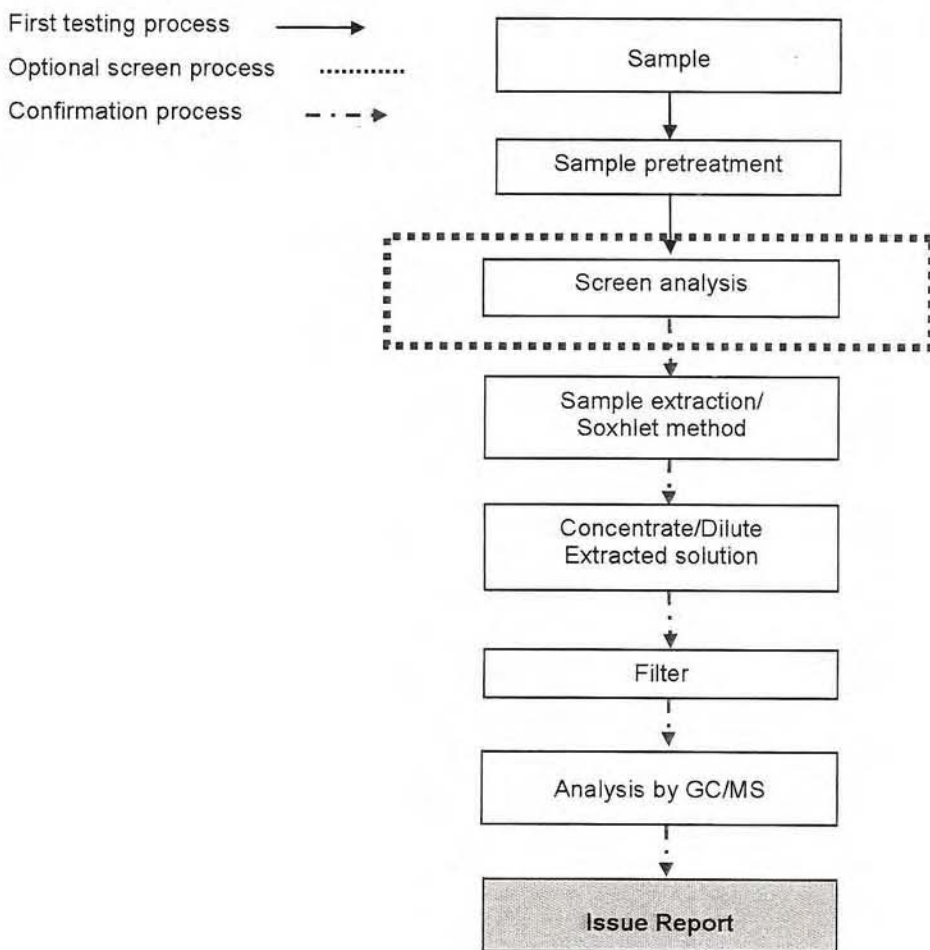 First testing process
Optional screen process
Confirmation process
Sample
Sample pretreatment
Screen analysis
Sample extraction/
Soxhlet method
Concentrate/Dilute
Extracted solution
Filter
Analysis by GC/MS
Issue Report